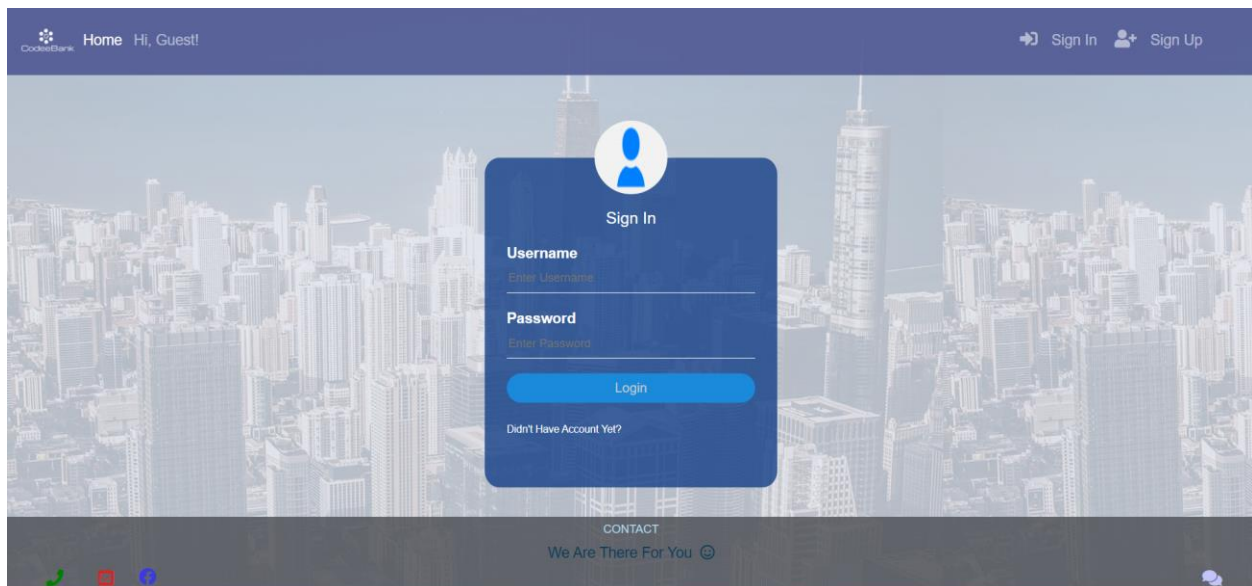 CodeeBank Home Hi, Guest! Sign In Sign Up
Sign In
Username
Enter Username
Password
Enter Password
Login
Didn't Have Account Yet?
CONTACT
We Are There For You